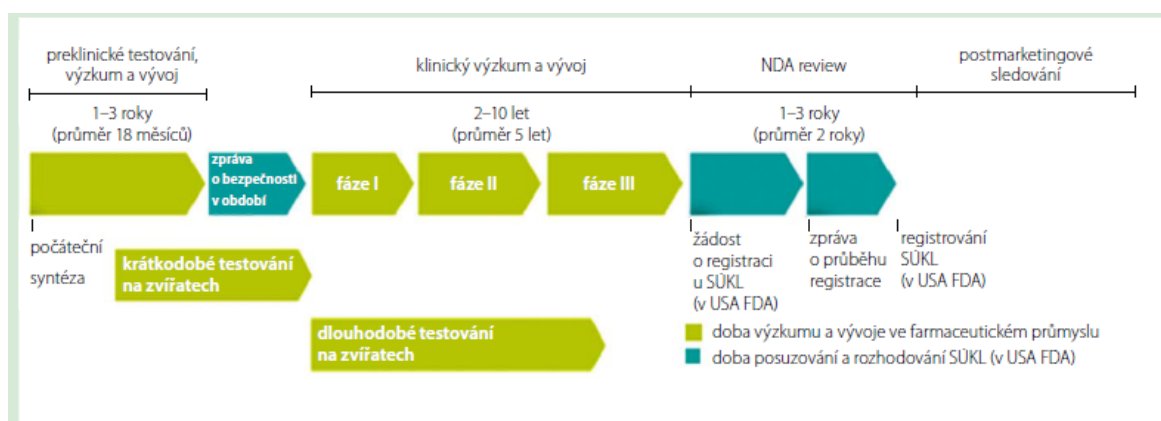 preklinické testování,
výzkum a vývoj
klinický výzkum a vývoj
NDA review
postmarketingové
sledování
1–3 roky
(průměr 18 měsíců)
2–10 let
(průměr 5 let)
1–3 roky
(průměr 2 roky)
zpráva
o bezpečnosti
v období
fáze I
fáze II
fáze III
počáteční
syntéza
krátkodobé testování
na zvířatech
žádost
o registraci
u SÚKL
(v USA FDA)
zpráva
o průběhu
registrace
registrování
SÚKL
(v USA FDA)
dlouhodobé testování
na zvířatech
doba výzkumu a vývoje ve farmaceutickém průmyslu
doba posuzování a rozhodování SÚKL (v USA FDA)